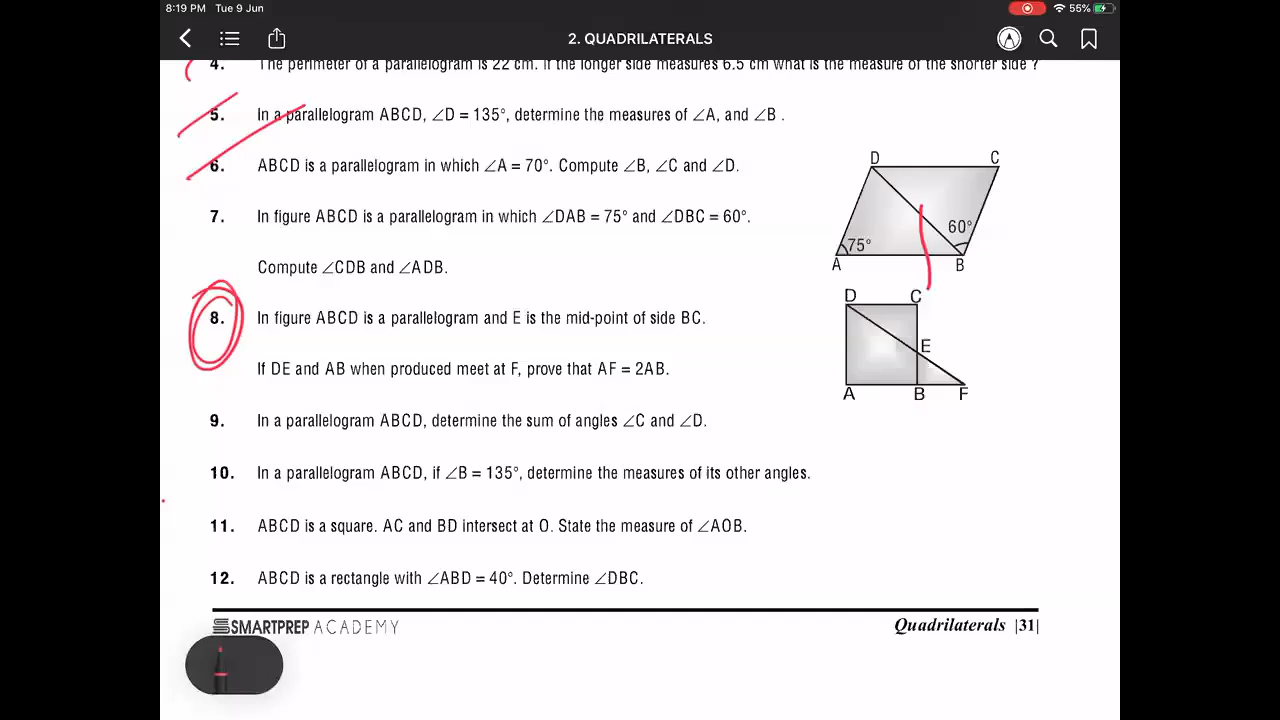 8:19 PM Tue 9 Jun
55%
2. QUADRILATERALS
4. The perimeter of a parallelogram is 22 cm. If the longer side measures 6.5 cm what is the measure of the shorter side ?
5. In a parallelogram ABCD, ∠D = 135°, determine the measures of ∠A, and ∠B .
6. ABCD is a parallelogram in which ∠A = 70°. Compute ∠B, ∠C and ∠D.
7. In figure ABCD is a parallelogram in which ∠DAB = 75° and ∠DBC = 60°.
Compute ∠CDB and ∠ADB.
D C
60°
75°
A B
8. In figure ABCD is a parallelogram and E is the mid-point of side BC.
If DE and AB when produced meet at F, prove that AF = 2AB.
D C
E
A B F
9. In a parallelogram ABCD, determine the sum of angles ∠C and ∠D.
10. In a parallelogram ABCD, if ∠B = 135°, determine the measures of its other angles.
11. ABCD is a square. AC and BD intersect at O. State the measure of ∠AOB.
12. ABCD is a rectangle with ∠ABD = 40°. Determine ∠DBC.
SMARTPREP ACADEMY
Quadrilaterals |31|